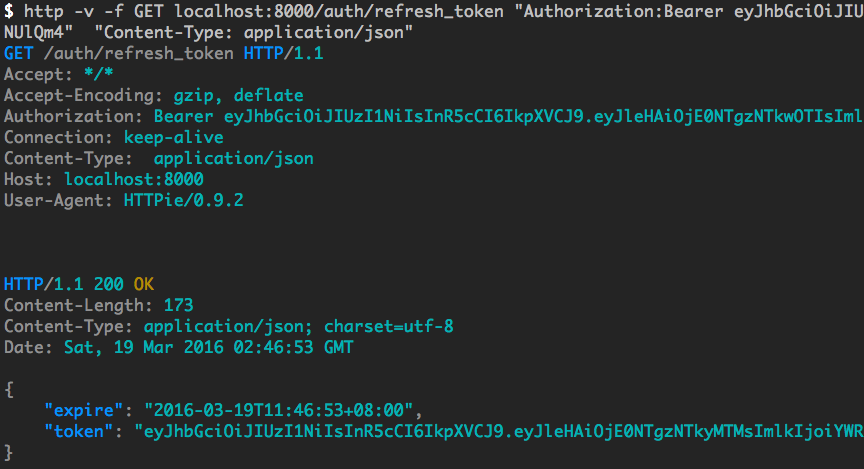 $ http -v -f GET localhost:8000/auth/refresh_token "Authorization:Bearer eyJhbGciOiJIU
NUlQm4"  "Content-Type: application/json"
GET /auth/refresh_token HTTP/1.1
Accept: */*
Accept-Encoding: gzip, deflate
Authorization: Bearer eyJhbGciOiJIUzI1NiIsInR5cCI6IkpXVCJ9.eyJleHAiOjE0NTgzNTkwOTIsIml
Connection: keep-alive
Content-Type:  application/json
Host: localhost:8000
User-Agent: HTTPie/0.9.2
HTTP/1.1 200 OK
Content-Length: 173
Content-Type: application/json; charset=utf-8
Date: Sat, 19 Mar 2016 02:46:53 GMT
{
    "expire": "2016-03-19T11:46:53+08:00",
    "token": "eyJhbGciOiJIUzI1NiIsInR5cCI6IkpXVCJ9.eyJleHAiOjE0NTgzNTkyMTMsImlkIjoiYWR
}